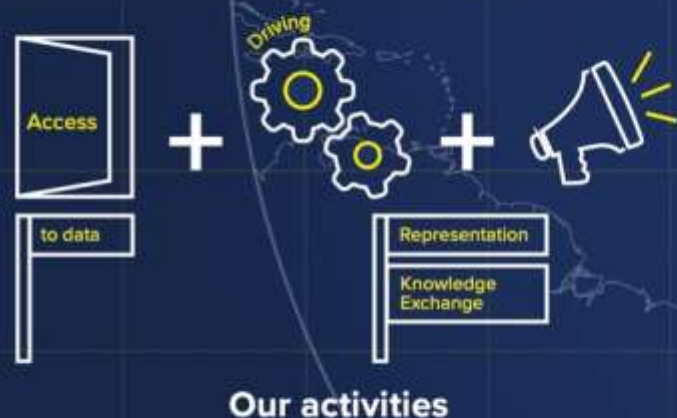 Driving
Access
+
+
to data
Representation
Knowledge
Exchange
Our activities